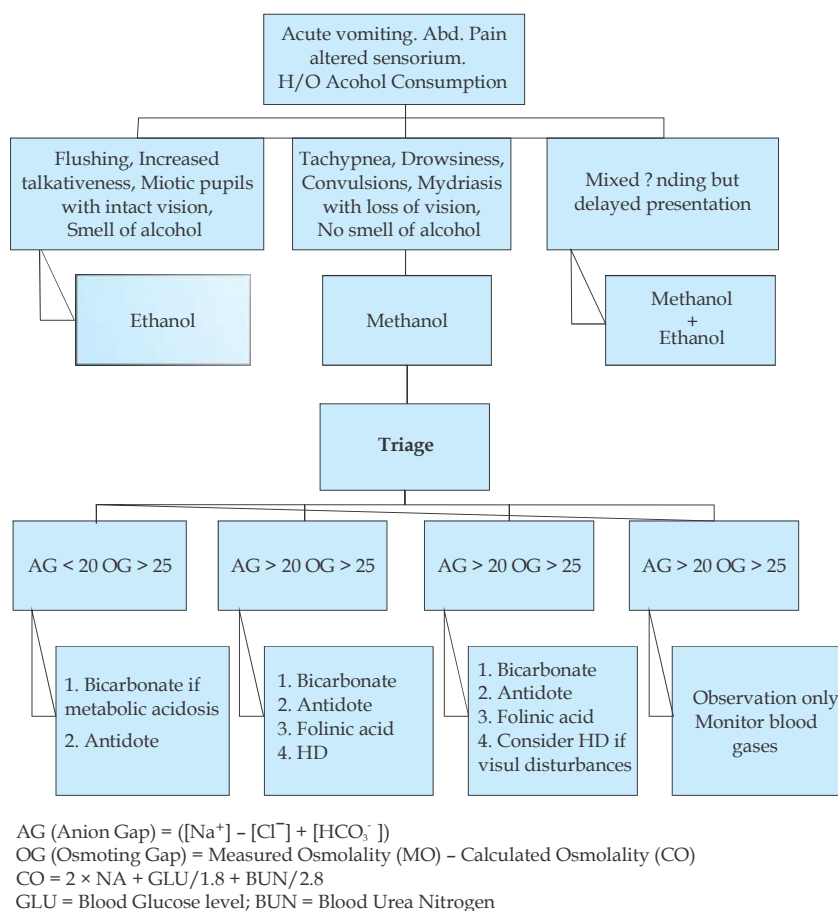 Acute vomiting. Abd. Pain
altered sensorium.
H/O Acohol Consumption
Flushing, Increased
talkativeness, Miotic pupils
with intact vision,
Smell of alcohol
Tachypnea, Drowsiness,
Convulsions, Mydriasis
with loss of vision,
No smell of alcohol
Mixed ?nding but
delayed presentation
Ethanol
Methanol
Methanol
+
Ethanol
Triage
AG < 20 OG > 25
AG > 20 OG > 25
AG > 20 OG > 25
AG > 20 OG > 25
1. Bicarbonate if
metabolic acidosis
2. Antidote
1. Bicarbonate
2. Antidote
3. Folinic acid
4. HD
1. Bicarbonate
2. Antidote
3. Folinic acid
4. Consider HD if
visul disturbances
Observation only
Monitor blood
gases
AG (Anion Gap) = ([Na⁺] – [Cl⁻] + [HCO₃⁻ ])
OG (Osmoting Gap) = Measured Osmolality (MO) – Calculated Osmolality (CO)
CO = 2 × NA + GLU/1.8 + BUN/2.8
GLU = Blood Glucose level; BUN = Blood Urea Nitrogen